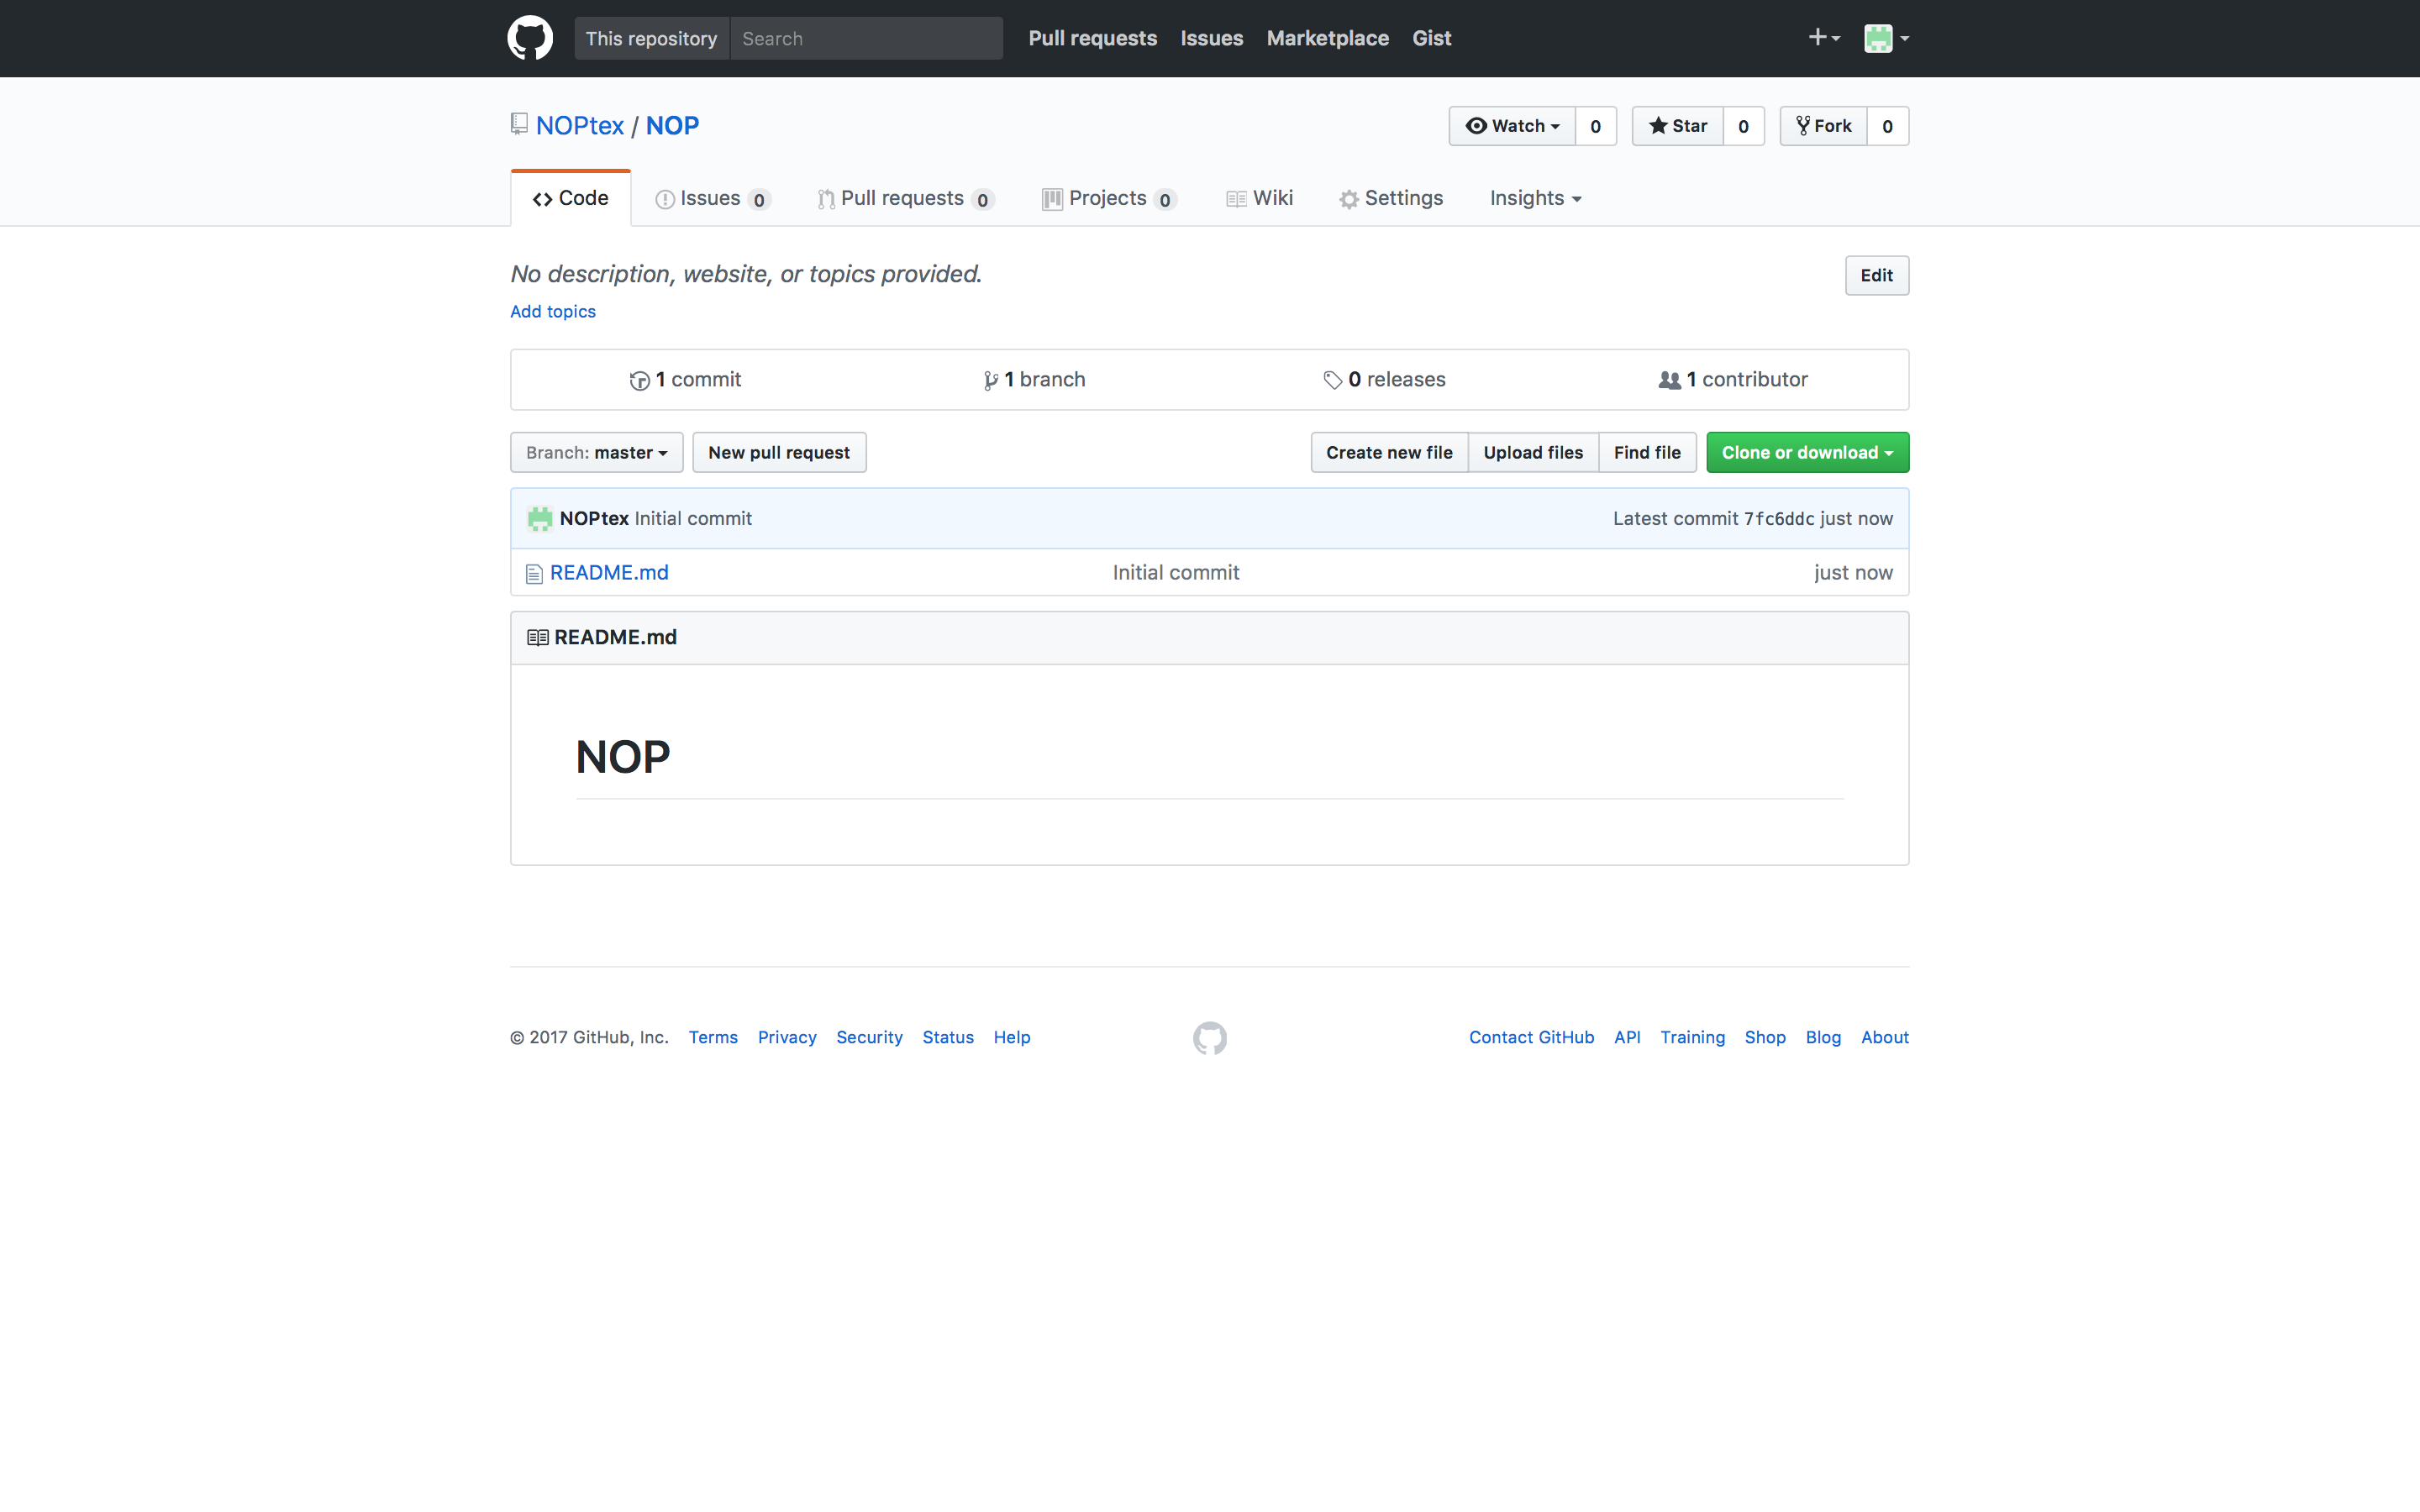 This repository Search Pull requests Issues Marketplace Gist
NOPtex / NOP Watch 0 Star 0 Fork 0
Code Issues 0 Pull requests 0 Projects 0 Wiki Settings Insights
No description, website, or topics provided. Edit
Add topics
1 commit 1 branch 0 releases 1 contributor
Branch: master New pull request Create new file Upload files Find file Clone or download
NOPtex Initial commit Latest commit 7fc6ddc just now
README.md Initial commit just now
README.md
NOP
© 2017 GitHub, Inc. Terms Privacy Security Status Help Contact GitHub API Training Shop Blog About